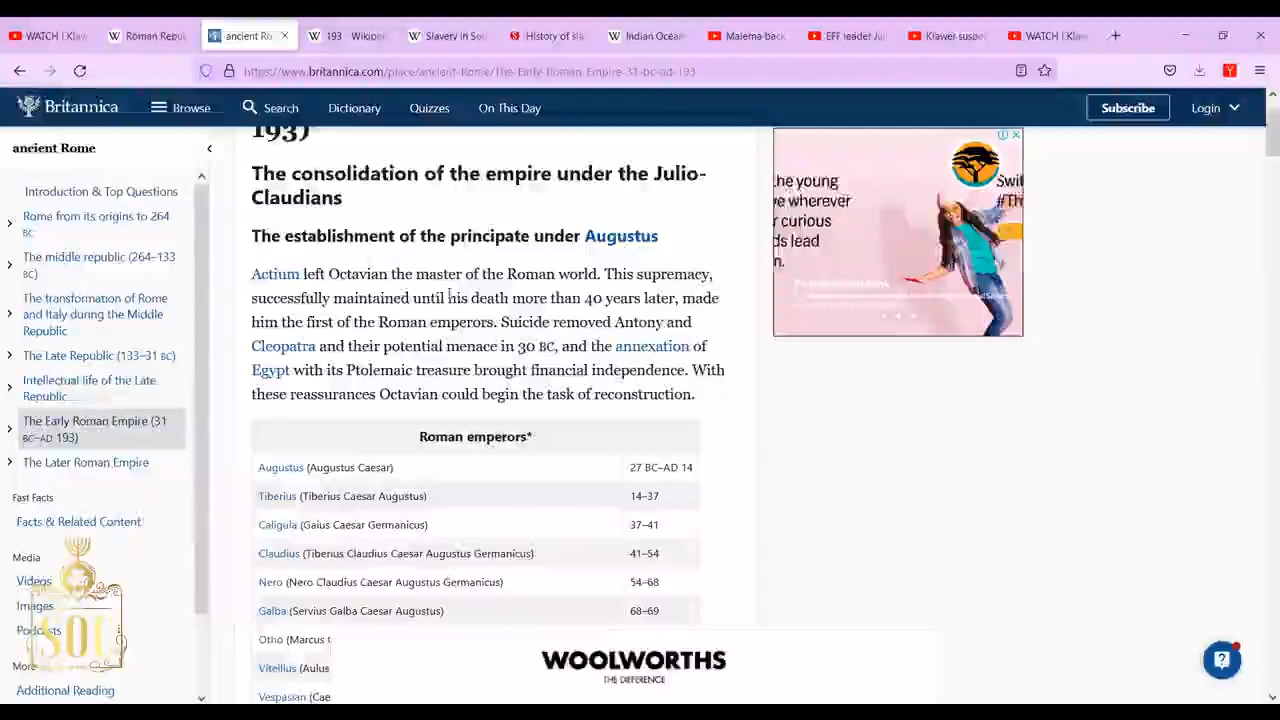 WATCH | Klaw
Roman Repu
ancient Ro
193 Wikipe
Slavery in So
History of sla
Indian Ocean
Malema back
EFF leader Ju
Klawer suspe
WATCH | Klaw
https://www.britannica.com/place/ancient-Rome/The-Early-Roman-Empire-31-bc-ad-193
Britannica
Browse
Search
Dictionary
Quizzes
On This Day
Subscribe
Login
ancient Rome
Introduction & Top Questions
Rome from its origins to 264
BC
The middle republic (264–133
BC)
The transformation of Rome
and Italy during the Middle
Republic
The Late Republic (133–31 BC)
Intellectual life of the Late
Republic
The Early Roman Empire (31
BC–AD 193)
The Later Roman Empire
Fast Facts
Facts & Related Content
Media
Videos
Images
Podcasts
More
Additional Reading
SOG
193)
The consolidation of the empire under the Julio-
Claudians
The establishment of the principate under Augustus
Actium left Octavian the master of the Roman world. This supremacy,
successfully maintained until his death more than 40 years later, made
him the first of the Roman emperors. Suicide removed Antony and
Cleopatra and their potential menace in 30 BC, and the annexation of
Egypt with its Ptolemaic treasure brought financial independence. With
these reassurances Octavian could begin the task of reconstruction.
Roman emperors*
Augustus (Augustus Caesar) 27 BC–AD 14
Tiberius (Tiberius Caesar Augustus) 14–37
Caligula (Gaius Caesar Germanicus) 37–41
Claudius (Tiberius Claudius Caesar Augustus Germanicus) 41–54
Nero (Nero Claudius Caesar Augustus Germanicus) 54–68
Galba (Servius Galba Caesar Augustus) 68–69
Otho (Marcus
Vitellius (Aulus
Vespasian (Cae
he young
e wherever
r curious
ds lead
n.
Swit
#Th
WOOLWORTHS
THE DIFFERENCE